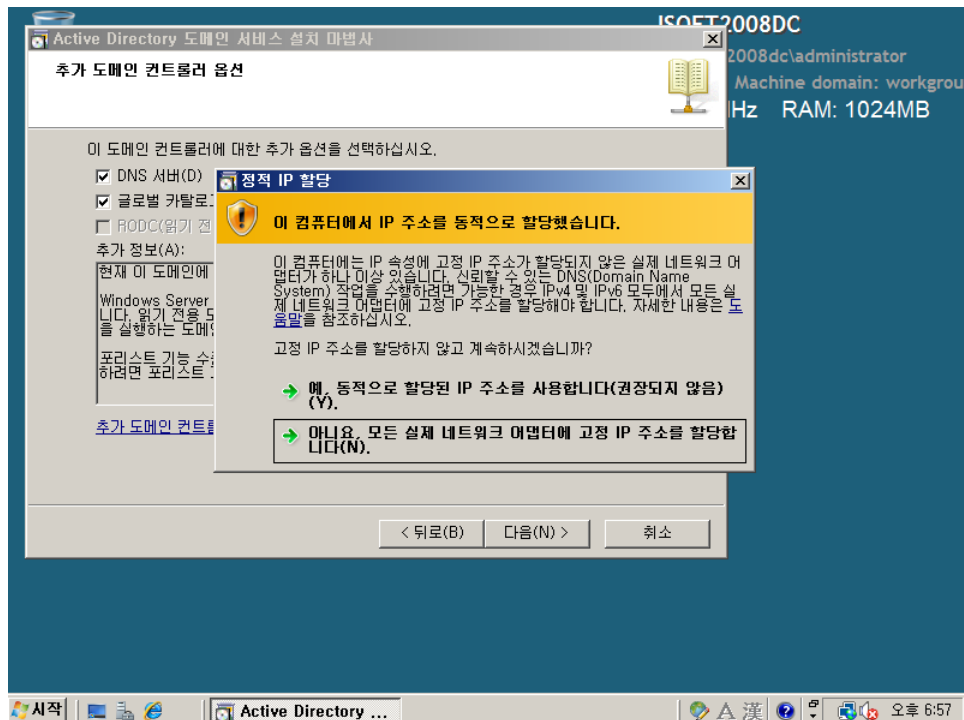 ISOFT2008DC
2008dc\administrator
Machine domain: workgrou
Hz RAM: 1024MB
Active Directory 도메인 서비스 설치 마법사
추가 도메인 컨트롤러 옵션
이 도메인 컨트롤러에 대한 추가 옵션을 선택하십시오.
DNS 서버(D)
글로벌 카탈로
RODC(읽기 전
추가 정보(A):
현재 이 도메인에
Windows Server
니다. 읽기 전용
을 실행하는 도메
포리스트 기능 수
하려면 포리스트
추가 도메인 컨트롤
정적 IP 할당
이 컴퓨터에서 IP 주소를 동적으로 할당했습니다.
이 컴퓨터에는 IP 속성에 고정 IP 주소가 할당되지 않은 실제 네트워크 어
댑터가 하나 이상 있습니다. 신뢰할 수 있는 DNS(Domain Name
System) 작업을 수행하려면 가능한 경우 IPv4 및 IPv6 모두에서 모든 실
제 네트워크 어댑터에 고정 IP 주소를 할당해야 합니다. 자세한 내용은 도
움말을 참조하십시오.
고정 IP 주소를 할당하지 않고 계속하시겠습니까?
예, 동적으로 할당된 IP 주소를 사용합니다(권장되지 않음)
(Y).
아니요, 모든 실제 네트워크 어댑터에 고정 IP 주소를 할당합
니다(N).
< 뒤로(B) 다음(N) > 취소
시작 Active Directory ... A 漢 오후 6:57